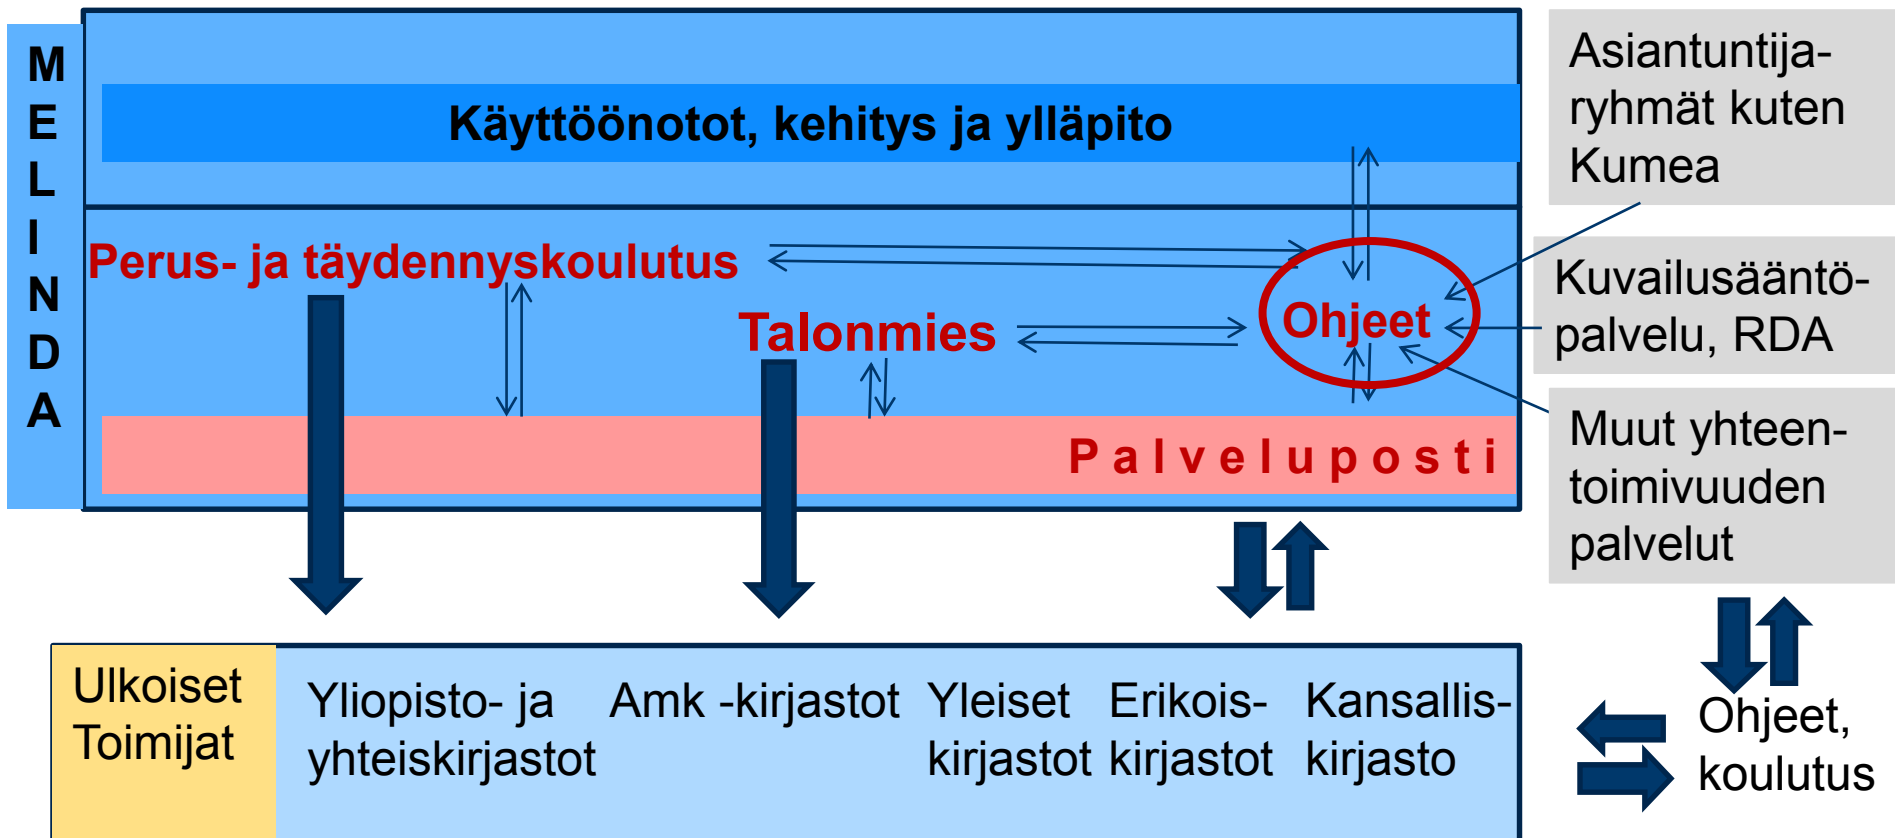 MELINDA
Käyttöönotot, kehitys ja ylläpito
Perus- ja täydennyskoulutus
Talonmies
Ohjeet
Palveluposti
Asiantuntija-
ryhmät kuten
Kumea
Kuvailusääntö-
palvelu, RDA
Muut yhteen-
toimivuuden
palvelut
Ulkoiset
Toimijat
Yliopisto- ja
yhteiskirjastot
Amk -kirjastot
Yleiset
kirjastot
Erikois-
kirjastot
Kansallis-
kirjasto
Ohjeet,
koulutus